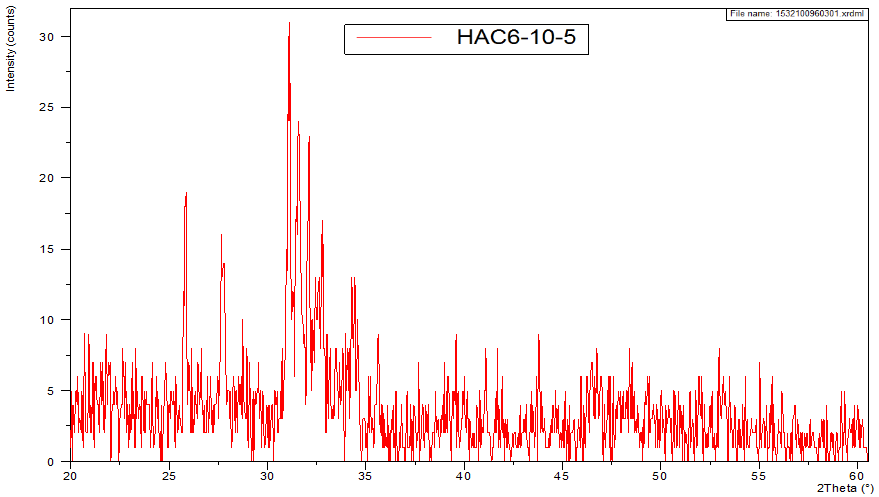 File name: 1532100960301.xrdml
Intensity (counts)
HAC6-10-5
30
25
20
15
10
5
0
20 25 30 35 40 45 50 55 60
2Theta (°)